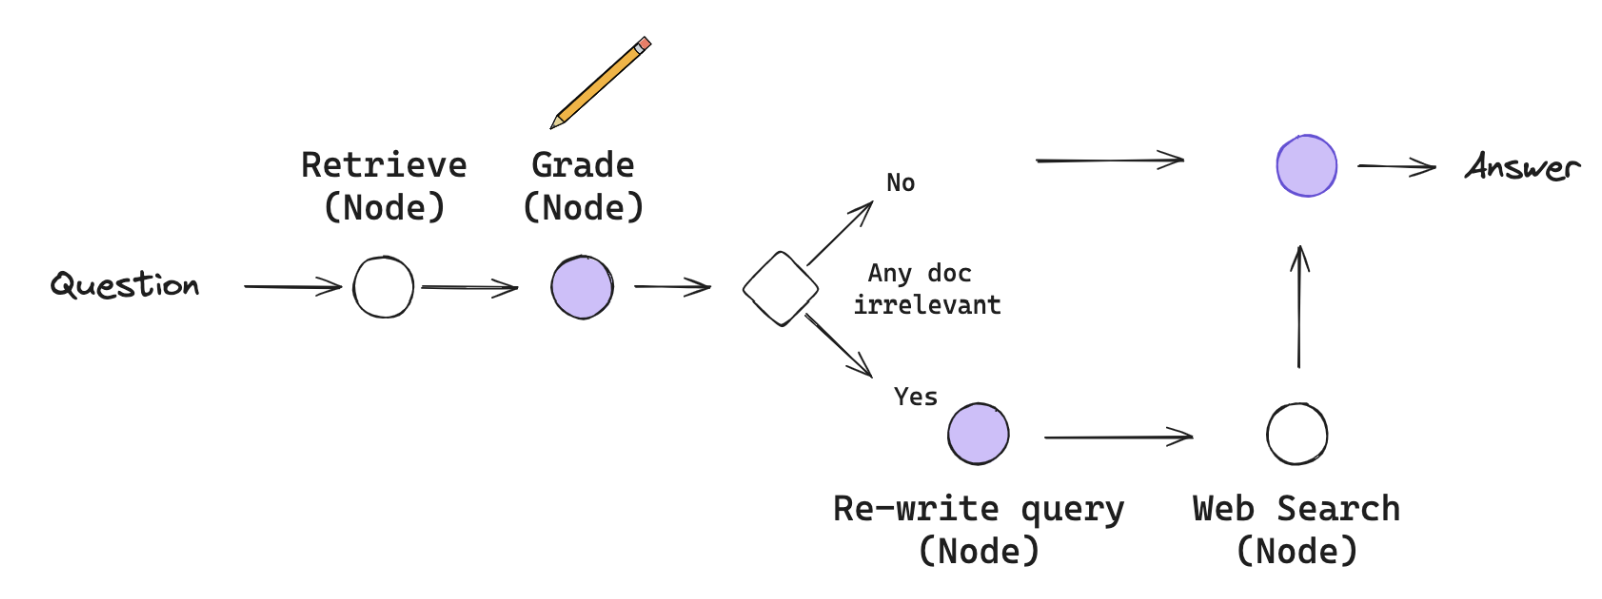 Retrieve
(Node)
Grade
(Node)
Question
No
Any doc
irrelevant
Yes
Answer
Re-write query
(Node)
Web Search
(Node)